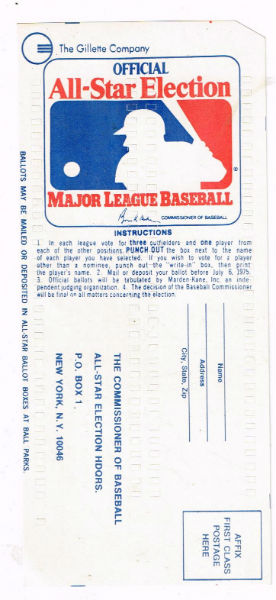 The Gillette Company
OFFICIAL
All-Star Election
®
MAJOR LEAGUE BASEBALL
COMMISSIONER OF BASEBALL
INSTRUCTIONS
1. In each league vote for three outfielders and one player from
each of the other positions. PUNCH OUT the box next to the name
of each player you have selected. If you wish to vote for a player
other than a nominee, punch out the "write-in" box, then print
the player's name. 2. Mail or deposit your ballot before July 6, 1975.
3. Official ballots will be tabulated by Marden-Kane, Inc. an inde-
pendent judging organization. 4. The decision of the Baseball Commissioner
will be final on all matters concerning the election.
BALLOTS MAY BE MAILED OR DEPOSITED IN ALL-STAR BALLOT BOXES AT BALL PARKS.
Name
Address
City, State, Zip
THE COMMISSIONER OF BASEBALL
ALL-STAR ELECTION HDQRS.
P.O. BOX 1
NEW YORK, N.Y. 10046
AFFIX
FIRST CLASS
POSTAGE
HERE